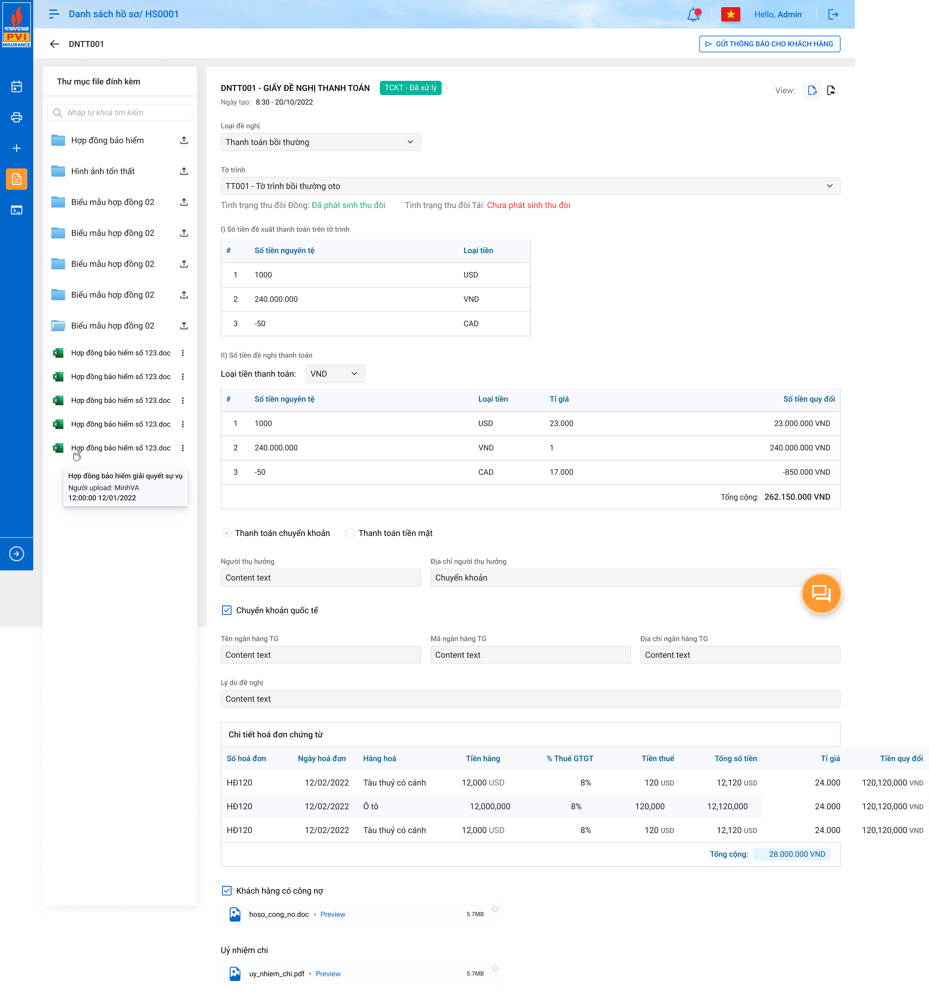 PETROVIETNAM
PVI
INSURANCE
Danh sách hồ sơ/ HS0001
Hello, Admin
DNTT001
GỬI THÔNG BÁO CHO KHÁCH HÀNG
Thư mục file đính kèm
Nhập từ khoá tìm kiếm
Hợp đồng bảo hiểm
Hình ảnh tổn thất
Biểu mẫu hợp đồng 02
Biểu mẫu hợp đồng 02
Biểu mẫu hợp đồng 02
Biểu mẫu hợp đồng 02
Biểu mẫu hợp đồng 02
Hợp đồng bảo hiểm số 123.doc
Hợp đồng bảo hiểm số 123.doc
Hợp đồng bảo hiểm số 123.doc
Hợp đồng bảo hiểm số 123.doc
Hợp đồng bảo hiểm số 123.doc
Hợp đồng bảo hiểm giải quyết sự vụ
Người upload: MinhVA
12:00:00 12/01/2022
DNTT001 - GIẤY ĐỀ NGHỊ THANH TOÁN TCKT - Đã xử lý
View:
Ngày tạo: 8:30 - 20/10/2022
Loại đề nghị
Thanh toán bồi thường
Tờ trình
TT001 - Tờ trình bồi thường oto
Tình trạng thu đòi Đồng: Đã phát sinh thu đòi Tình trạng thu đòi Tái: Chưa phát sinh thu đòi
I) Số tiền đề xuất thanh toán trên tờ trình
# Số tiền nguyên tệ Loại tiền
1 1000 USD
2 240.000.000 VND
3 -50 CAD
II) Số tiền đề nghị thanh toán
Loại tiền thanh toán: VND
# Số tiền nguyên tệ Loại tiền Tỉ giá Số tiền quy đổi
1 1000 USD 23.000 23.000.000 VND
2 240.000.000 VND 1 240.000.000 VND
3 -50 CAD 17.000 -850.000 VND
Tổng cộng: 262.150.000 VND
Thanh toán chuyển khoản Thanh toán tiền mặt
Người thụ hưởng Địa chỉ người thụ hưởng
Content text Chuyển khoản
Chuyển khoản quốc tế
Tên ngân hàng TG Mã ngân hàng TG Địa chỉ ngân hàng TG
Content text Content text Content text
Lý do đề nghị
Content text
Chi tiết hoá đơn chứng từ
Số hoá đơn Ngày hoá đơn Hàng hoá Tiền hàng % Thuế GTGT Tiền thuế Tổng số tiền Tỉ giá Tiền quy đổi
HĐ120 12/02/2022 Tàu thuỷ có cánh 12,000 USD 8% 120 USD 12,120 USD 24.000 120,120,000 VND
HĐ120 12/02/2022 Ô tô 12,000,000 8% 120,000 12,120,000 24.000 120,120,000 VND
HĐ120 12/02/2022 Tàu thuỷ có cánh 12,000 USD 8% 120 USD 12,120 USD 24.000 120,120,000 VND
Tổng cộng: 28.000.000 VND
Khách hàng có công nợ
hoso_cong_no.doc • Preview 5.7MB
Uỷ nhiệm chi
uy_nhiem_chi.pdf • Preview 5.7MB